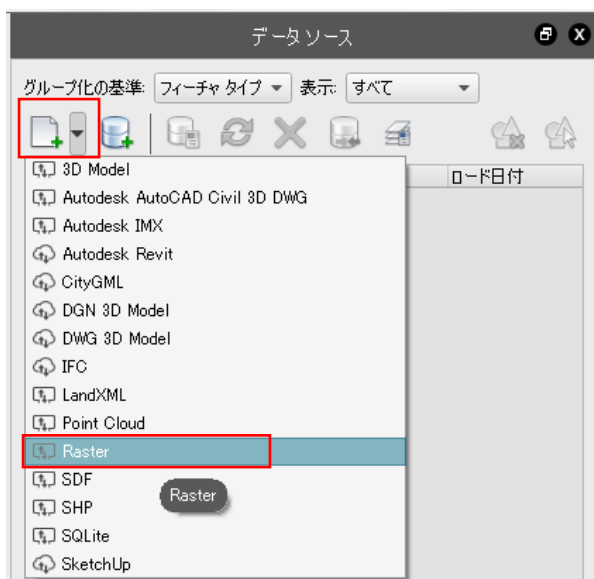 データ ソース
グループ化の基準: フィーチャ タイプ 表示: すべて
3D Model
ロード日付
Autodesk AutoCAD Civil 3D DWG
Autodesk IMX
Autodesk Revit
CityGML
DGN 3D Model
DWG 3D Model
IFC
LandXML
Point Cloud
Raster
SDF
Raster
SHP
SQLite
SketchUp